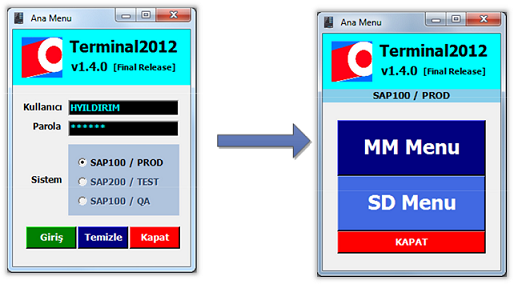 Ana Menu
Terminal2012
v1.4.0 [Final Release]
Kullanıcı HYILDIRIM
Parola ******
Sistem
SAP100 / PROD
SAP200 / TEST
SAP100 / QA
Giriş Temizle Kapat
Ana Menu
Terminal2012
v1.4.0 [Final Release]
SAP100 / PROD
MM Menu
SD Menu
KAPAT